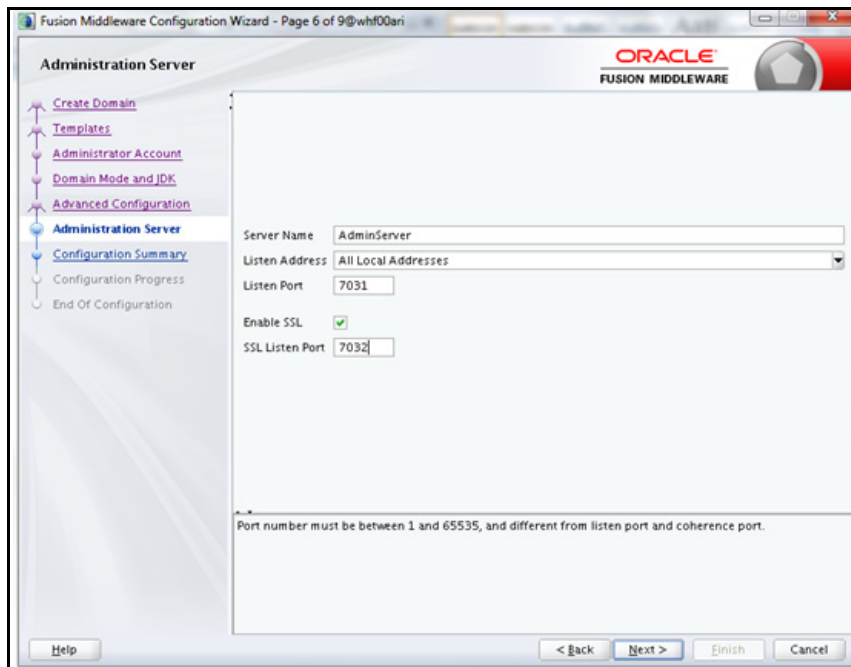 Fusion Middleware Configuration Wizard - Page 6 of 9@whf00ari
Administration Server
ORACLE
FUSION MIDDLEWARE
Create Domain
Templates
Administrator Account
Domain Mode and JDK
Advanced Configuration
Administration Server
Configuration Summary
Configuration Progress
End Of Configuration
Server Name AdminServer
Listen Address All Local Addresses
Listen Port 7031
Enable SSL
SSL Listen Port 7032
Port number must be between 1 and 65535, and different from listen port and coherence port.
Help < Back Next > Finish Cancel